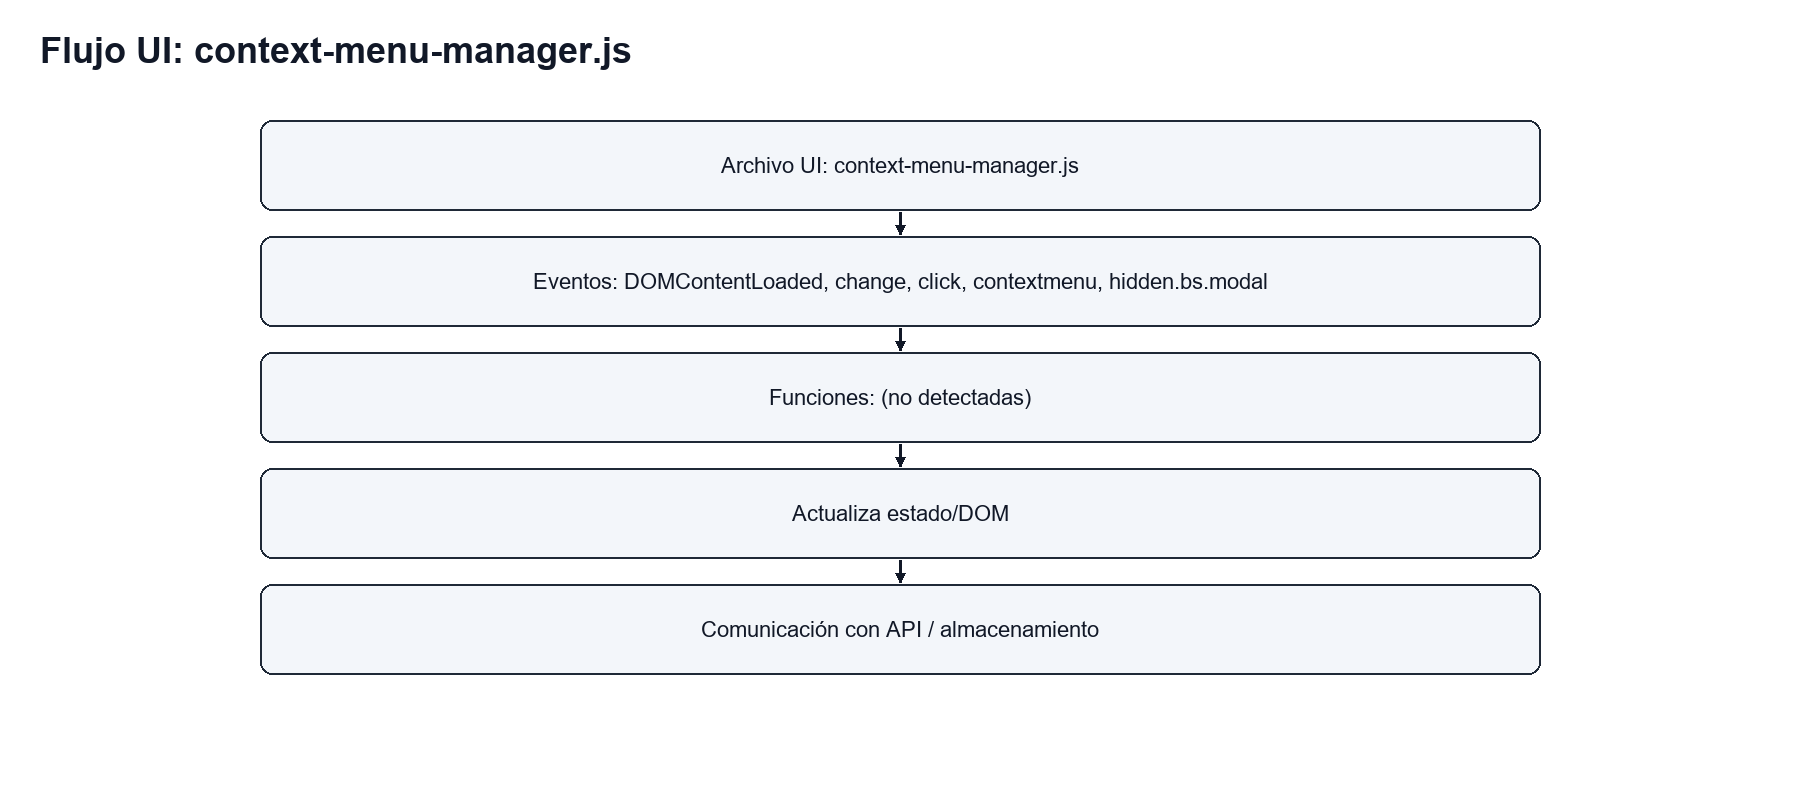 Flujo UI: context-menu-manager.js
Archivo UI: context-menu-manager.js
Eventos: DOMContentLoaded, change, click, contextmenu, hidden.bs.modal
Funciones: (no detectadas)
Actualiza estado/DOM
Comunicación con API / almacenamiento